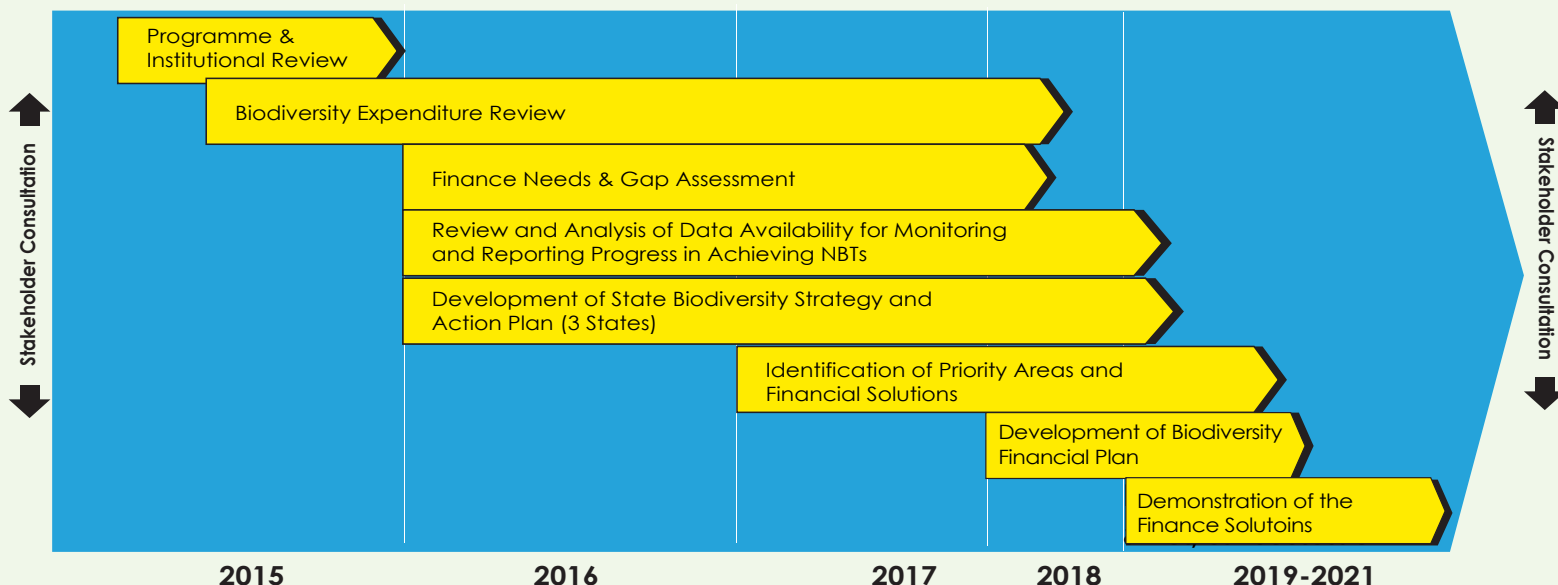 Programme &
Institutional Review
Biodiversity Expenditure Review
Finance Needs & Gap Assessment
Review and Analysis of Data Availability for Monitoring
and Reporting Progress in Achieving NBTs
Development of State Biodiversity Strategy and
Action Plan (3 States)
Identification of Priority Areas and
Financial Solutions
Development of Biodiversity
Financial Plan
Demonstration of the
Finance Solutoins
Stakeholder Consultation
Stakeholder Consultation
2015 2016 2017 2018 2019-2021